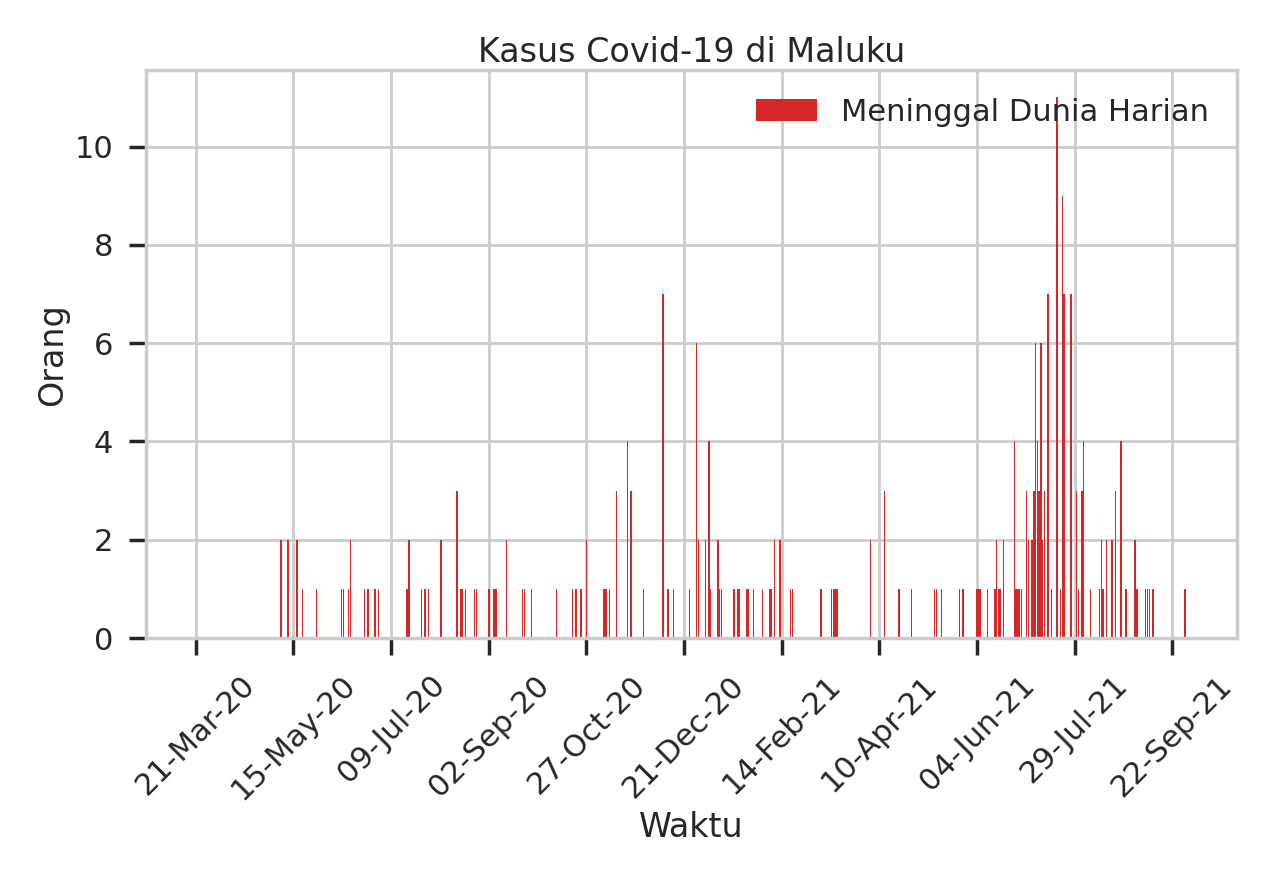 Kasus Covid-19 di Maluku
Meninggal Dunia Harian
10
8
6
4
2
0
Orang
21-Mar-20
15-May-20
09-Jul-20
02-Sep-20
27-Oct-20
21-Dec-20
14-Feb-21
10-Apr-21
04-Jun-21
29-Jul-21
22-Sep-21
Waktu